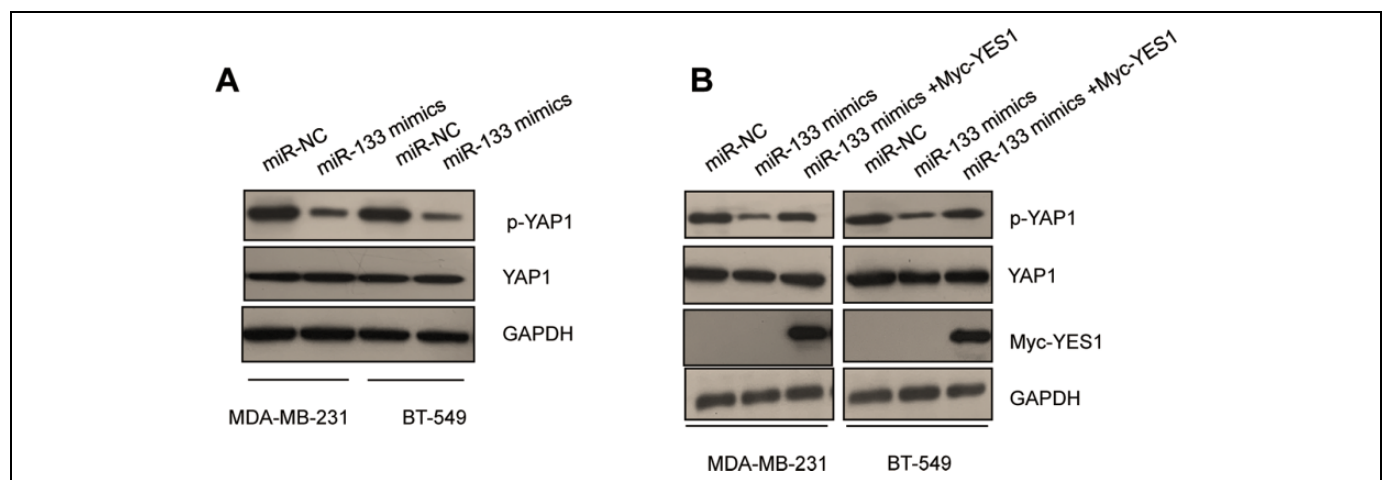 A
miR-NC
miR-133 mimics
miR-NC
miR-133 mimics
p-YAP1
YAP1
GAPDH
MDA-MB-231
BT-549
B
miR-NC
miR-133 mimics
miR-133 mimics +Myc-YES1
miR-NC
miR-133 mimics
miR-133 mimics +Myc-YES1
p-YAP1
YAP1
Myc-YES1
GAPDH
MDA-MB-231
BT-549